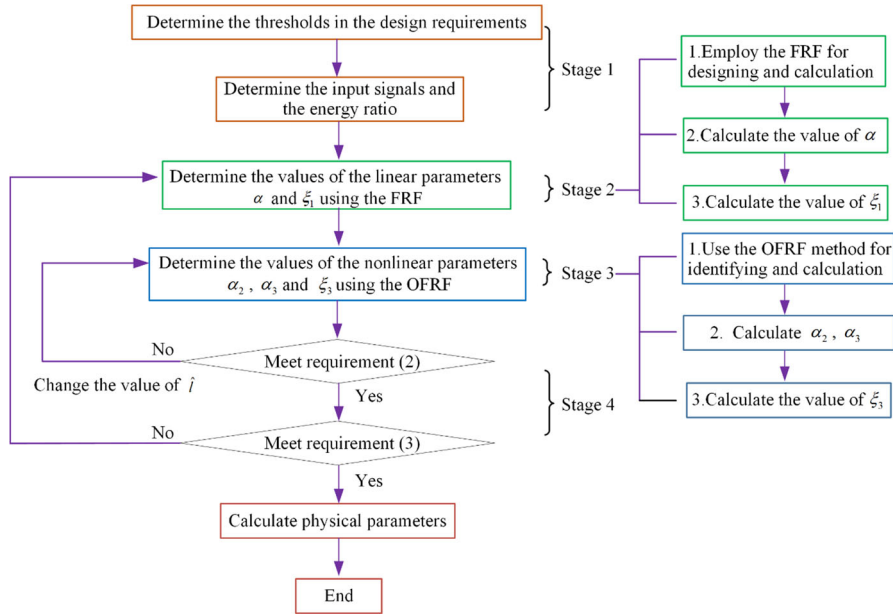 Determine the thresholds in the design requirements
Determine the input signals and
the energy ratio
Stage 1
Determine the values of the linear parameters
α and ξ₁ using the FRF
Stage 2
Determine the values of the nonlinear parameters
α₂ , α₃ and ξ₃ using the OFRF
Stage 3
No
Meet requirement (2)
Change the value of l̂
Yes
Stage 4
No
Meet requirement (3)
Yes
Calculate physical parameters
End
1.Employ the FRF for
designing and calculation
2.Calculate the value of α
3.Calculate the value of ξ₁
1.Use the OFRF method for
identifying and calculation
2. Calculate α₂ , α₃
3.Calculate the value of ξ₃